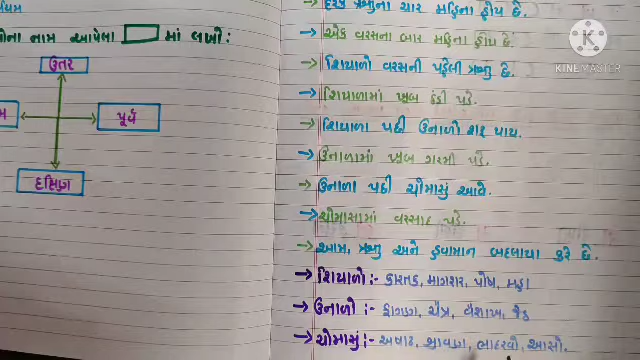 ઓના નામ આપેલા માં લખો:
ઉતર
મ
પૂર્વ
દક્ષિણ
→ દરેક ઋતુના ચાર મહિના હોય છે.
→ એક વરસના બાર મહિના હોય છે.
→ શિયાળો વરસની પહેલી ઋતુ છે.
→ શિયાળામાં ખુબ ઠંડી પડે.
→ શિયાળા પછી ઉનાળો શરૂ થાય.
→ ઉનાળામાં ખુબ ગરમી પડે.
→ ઉનાળા પછી ચોમાસું આવે.
→ ચોમાસામાં વરસાદ પડે.
→ આમ, ઋતુ અને હવામાન બદલાયા કરે છે.
→ શિયાળો :- કારતક, માગશર, પોષ, મહા
→ ઉનાળો :- ફાગણ, ચૈત્ર, વૈશાખ, જેઠ
→ ચોમાસું :- અષાઢ, શ્રાવણ, ભાદરવો, આસો.
KINEMASTER